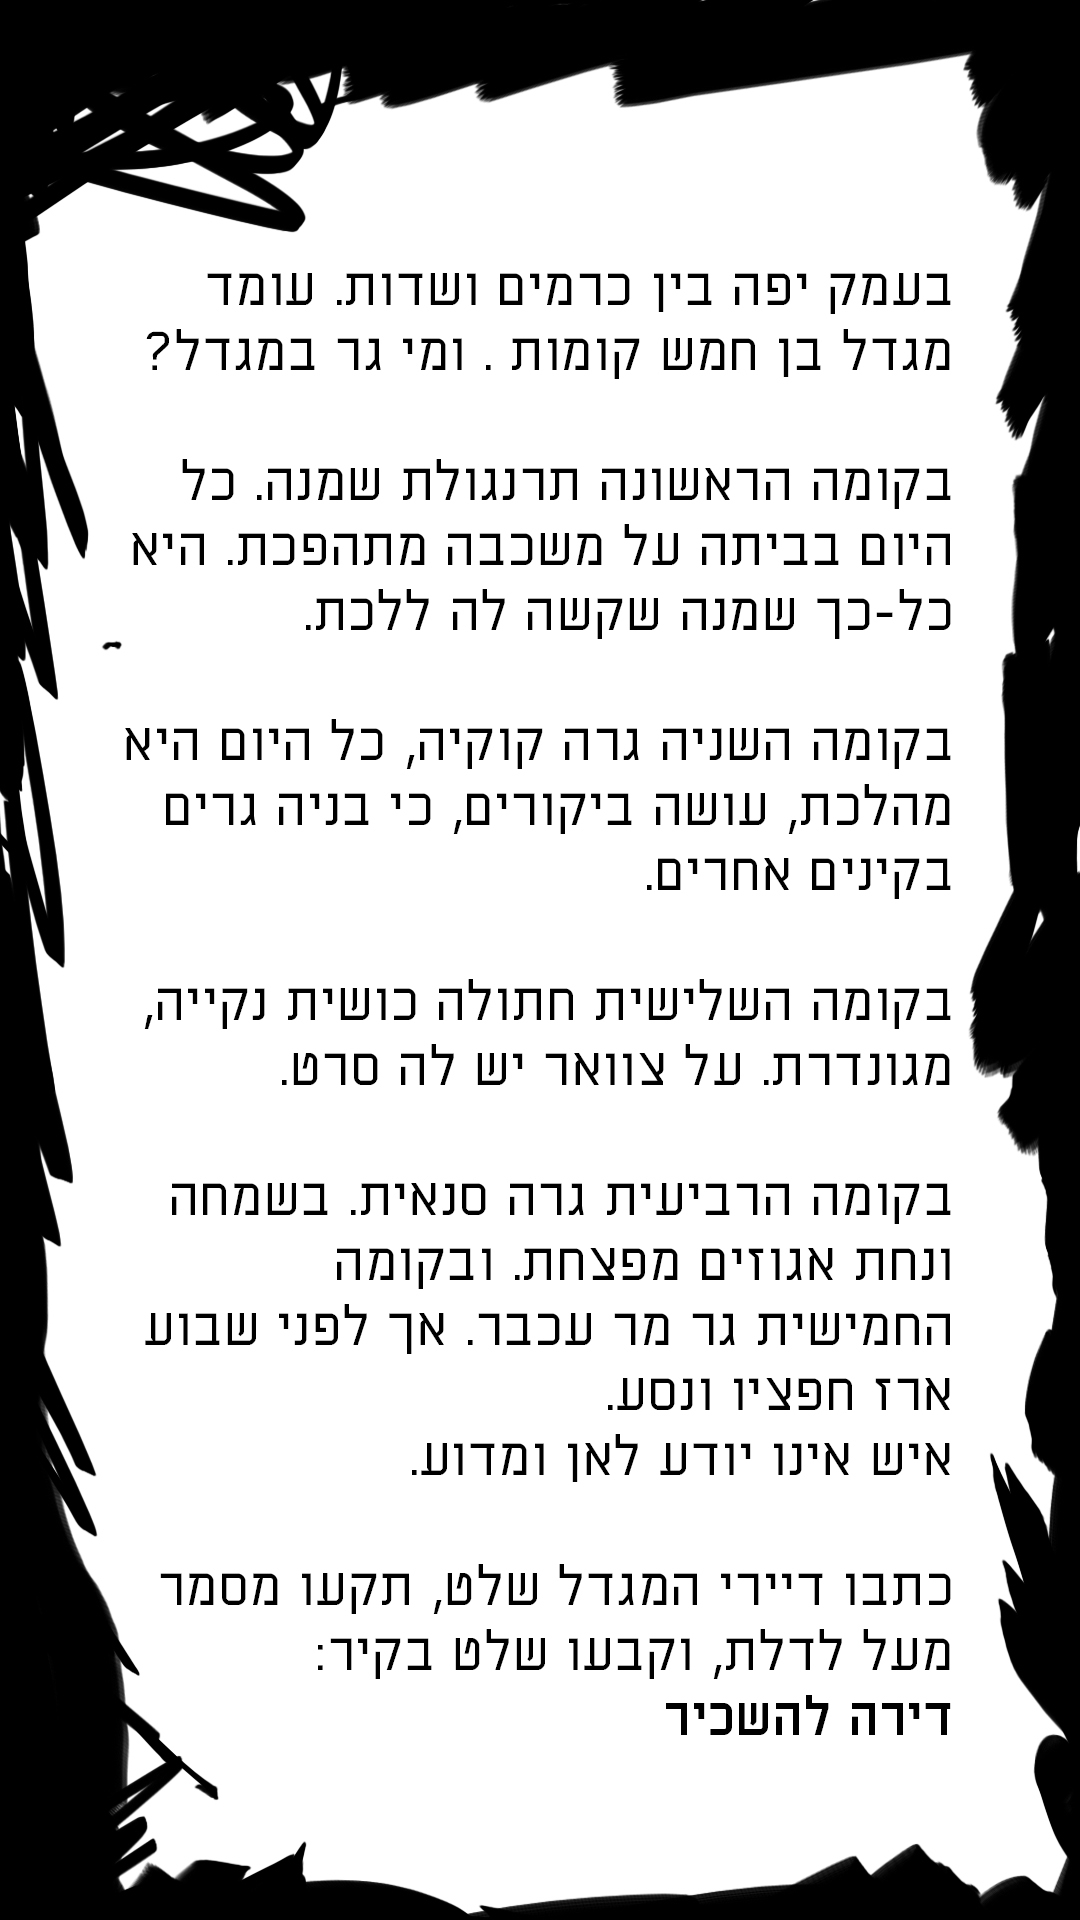 בעמק יפה בין כרמים ושדות. עומד
מגדל בן חמש קומות . ומי גר במגדל?
בקומה הראשונה תרנגולת שמנה. כל
היום בביתה על משכבה מתהפכת. היא
כל-כך שמנה שקשה לה ללכת.
בקומה השניה גרה קוקיה, כל היום היא
מהלכת, עושה ביקורים, כי בניה גרים
בקינים אחרים.
בקומה השלישית חתולה כושית נקייה,
מגונדרת. על צוואר יש לה סרט.
בקומה הרביעית גרה סנאית. בשמחה
ונחת אגוזים מפצחת. ובקומה
החמישית גר מר עכבר. אך לפני שבוע
ארז חפציו ונסע.
איש אינו יודע לאן ומדוע.
כתבו דיירי המגדל שלט, תקעו מסמר
מעל לדלת, וקבעו שלט בקיר:
דירה להשכיר